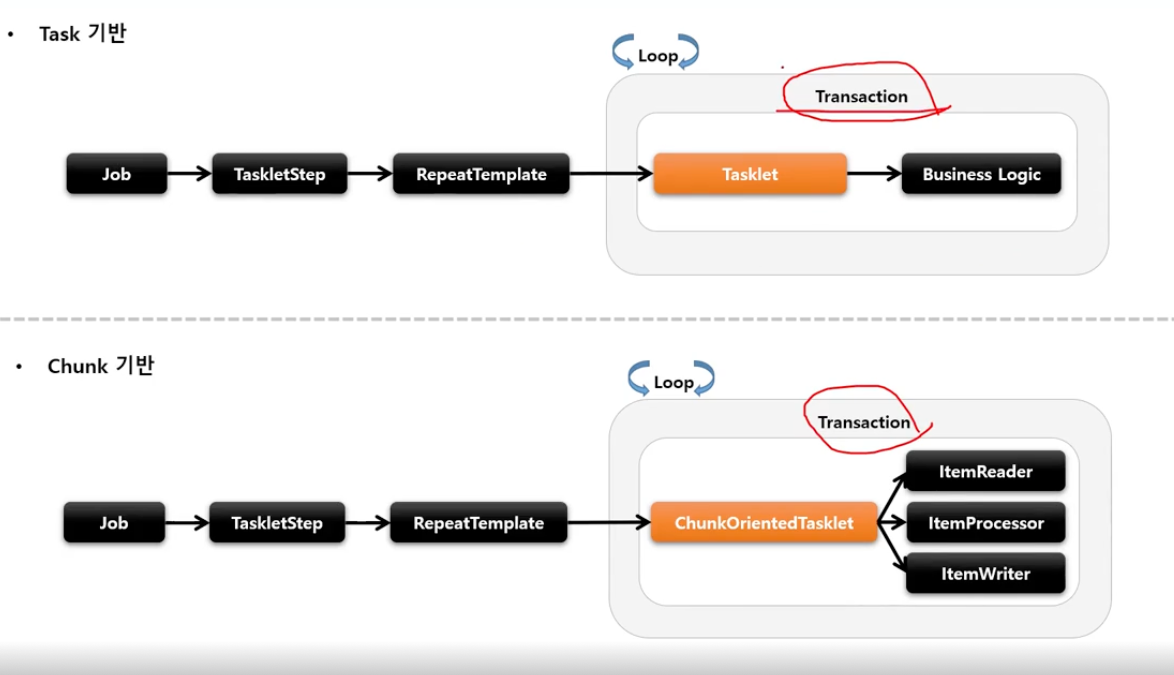 • Task 기반
Loop
Transaction
Job
TaskletStep
RepeatTemplate
Tasklet
Business Logic
• Chunk 기반
Loop
Transaction
Job
TaskletStep
RepeatTemplate
ChunkOrientedTasklet
ItemReader
ItemProcessor
ItemWriter